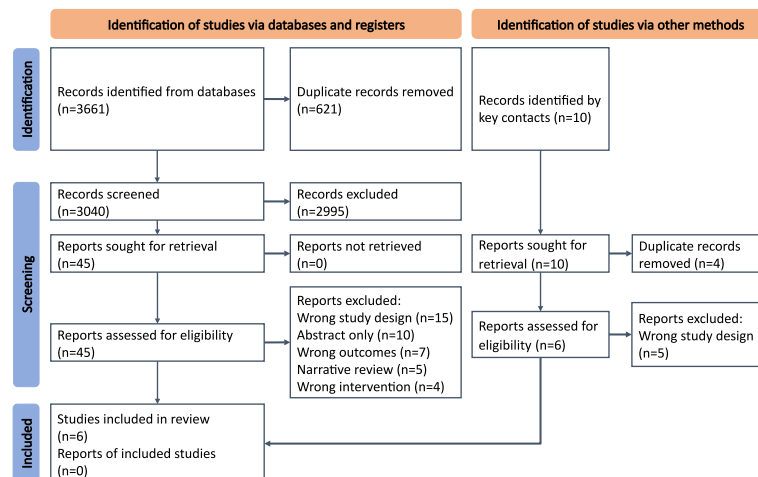 Identification of studies via databases and registers
Identification of studies via other methods
Identification
Records identified from databases
(n=3661)
Duplicate records removed
(n=621)
Records identified by
key contacts (n=10)
Screening
Records screened
(n=3040)
Records excluded
(n=2995)
Reports sought for retrieval
(n=45)
Reports not retrieved
(n=0)
Reports sought for
retrieval (n=10)
Duplicate records
removed (n=4)
Reports assessed for eligibility
(n=45)
Reports excluded:
Wrong study design (n=15)
Abstract only (n=10)
Wrong outcomes (n=7)
Narrative review (n=5)
Wrong intervention (n=4)
Reports assessed for
eligibility (n=6)
Reports excluded:
Wrong study design
(n=5)
Included
Studies included in review
(n=6)
Reports of included studies
(n=0)